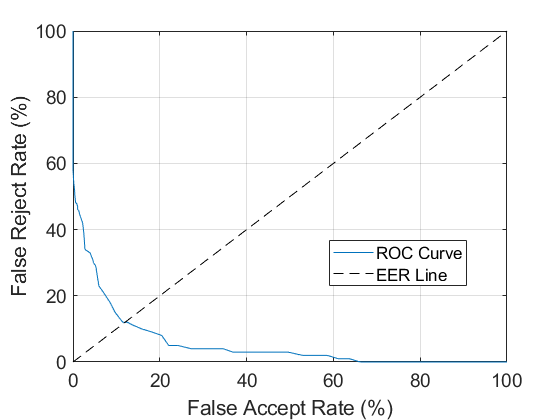 100
80
60
40
20
0
False Reject Rate (%)
ROC Curve
EER Line
0 20 40 60 80 100
False Accept Rate (%)